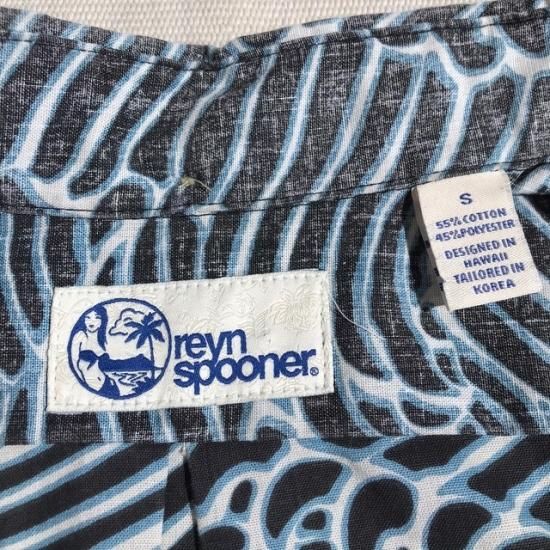 reyn
spooner®
S
55% COTTON
45% POLYESTER
DESIGNED IN
HAWAII
TAILORED IN
KOREA